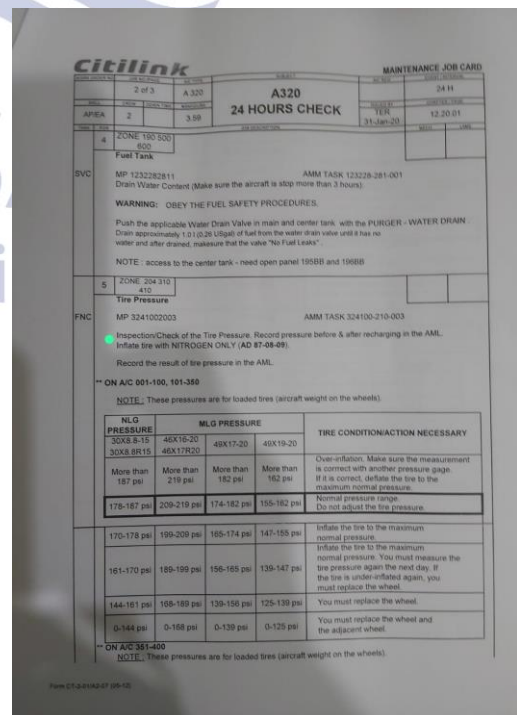 Citilink
MAINTENANCE JOB CARD
2 of 3
A 320
A320
24 HOURS CHECK
24 H
AP/EA
2
3.59
TER
31-Jan-20
12.20.01
4
ZONE 190 500
600
Fuel Tank
SVC
MP 1232282811
AMM TASK 123228-281-001
Drain Water Content (Make sure the aircraft is stop more than 3 hours).
WARNING: OBEY THE FUEL SAFETY PROCEDURES.
Push the applicable Water Drain Valve in main and center tank with the PURGER - WATER DRAIN .
Drain approximately 1.0 l (0.26 USgal) of fuel from the water drain valve until it has no
water and after drained, makesure that the valve "No Fuel Leaks" .
NOTE : access to the center tank - need open panel 195BB and 196BB
5
ZONE 204 310
410
Tire Pressure
FNC
MP 3241002003
AMM TASK 324100-210-003
Inspection/Check of the Tire Pressure. Record pressure before & after recharging in the AML.
Inflate tire with NITROGEN ONLY (AD 87-08-09).
Record the result of tire pressure in the AML.
** ON A/C 001-100, 101-350
NOTE : These pressures are for loaded tires (aircraft weight on the wheels).
NLG PRESSURE
MLG PRESSURE
TIRE CONDITION/ACTION NECESSARY
30X8.8-15
30X8.8R15
46X16-20
46X17R20
49X17-20
49X19-20
More than 187 psi
More than 219 psi
More than 182 psi
More than 162 psi
Over-inflation. Make sure the measurement
is correct with another pressure gage.
If it is correct, deflate the tire to the
maximum normal pressure.
178-187 psi
209-219 psi
174-182 psi
155-162 psi
Normal pressure range.
Do not adjust the tire pressure.
170-178 psi
199-209 psi
165-174 psi
147-155 psi
Inflate the tire to the maximum
normal pressure.
161-170 psi
189-199 psi
156-165 psi
139-147 psi
Inflate the tire to the maximum
normal pressure. You must measure the
tire pressure again the next day. If
the tire is under-inflated again, you
must replace the wheel.
144-161 psi
168-189 psi
139-156 psi
125-139 psi
You must replace the wheel.
0-144 psi
0-168 psi
0-139 psi
0-125 psi
You must replace the wheel and
the adjacent wheel.
** ON A/C 351-400
NOTE : These pressures are for loaded tires (aircraft weight on the wheels).